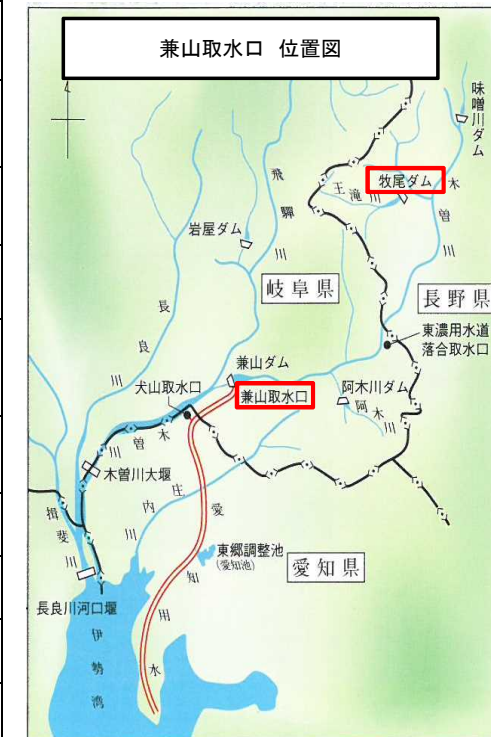 兼山取水口 位置図
味噌川ダム
牧尾ダム
王滝川
木曽川
飛驒川
岩屋ダム
岐阜県
長野県
長良川
東濃用水道
落合取水口
兼山ダム
犬山取水口
兼山取水口
阿木川ダム
阿木川
木曽川
木曽川大堰
庄内川
揖斐川
愛知用水
東郷調整池
(愛知池)
愛知県
長良川河口堰
伊勢湾